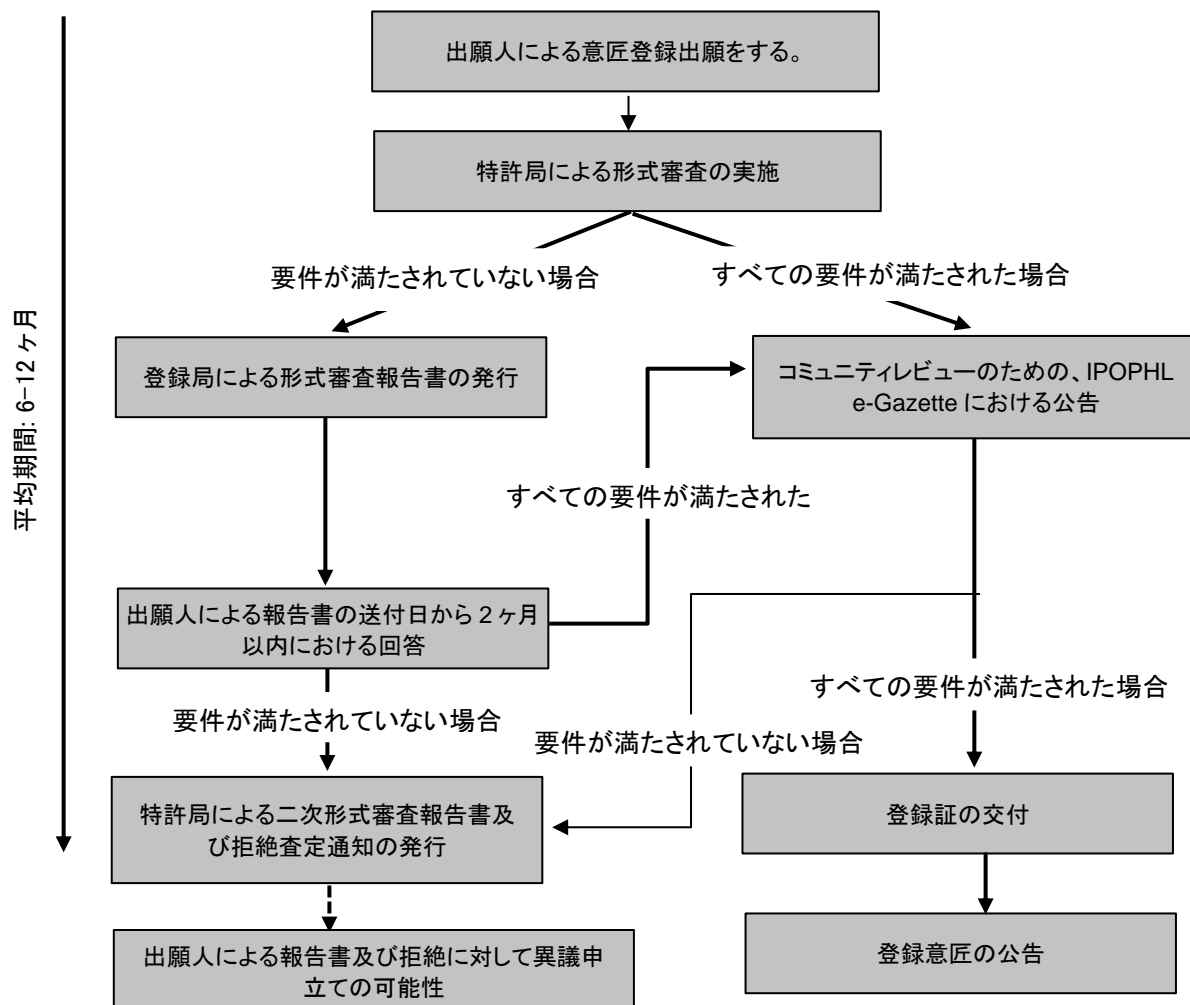 出願人による意匠登録出願をする。
特許局による形式審査の実施
要件が満たされていない場合
すべての要件が満たされた場合
平均期間: 6-12 ヶ月
登録局による形式審査報告書の発行
コミュニティレビューのための、IPOPHL
e-Gazette における公告
すべての要件が満たされた
出願人による報告書の送付日から 2 ヶ月
以内における回答
すべての要件が満たされた場合
要件が満たされていない場合
要件が満たされていない場合
特許局による二次形式審査報告書及
び拒絶査定通知の発行
登録証の交付
出願人による報告書及び拒絶に対して異議申
立ての可能性
登録意匠の公告